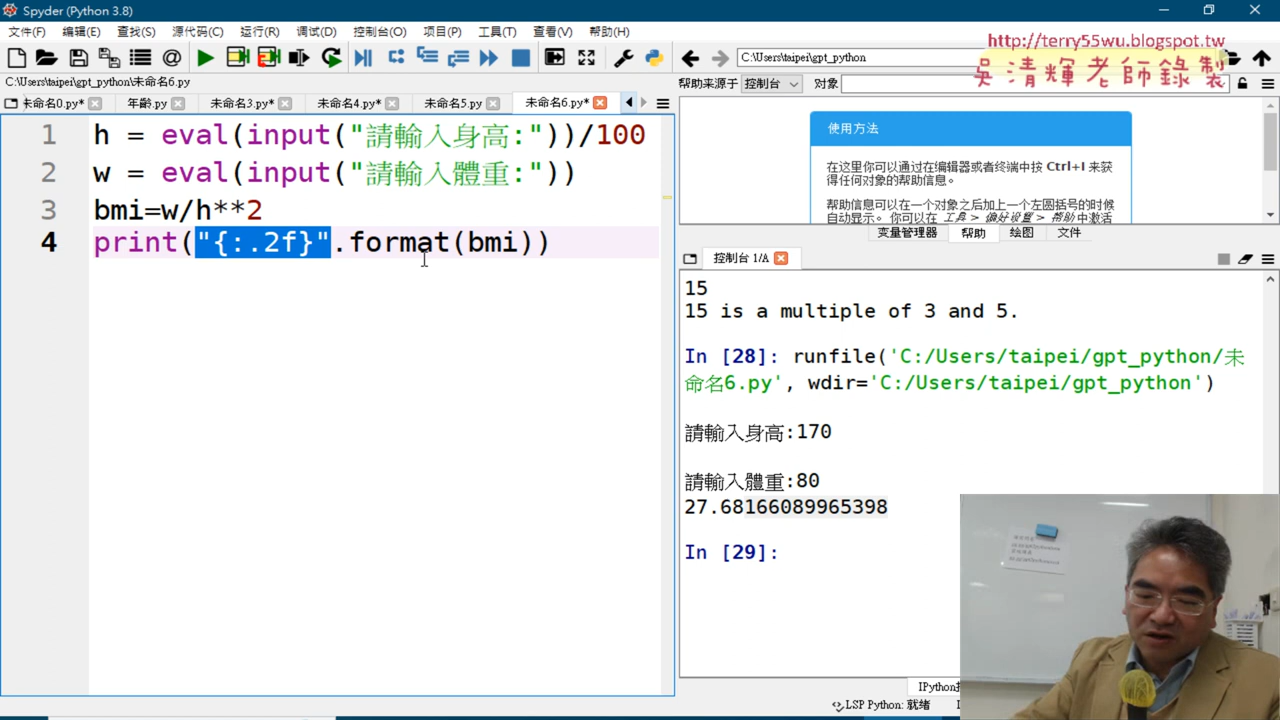 Spyder (Python 3.8)
文件(F) 编辑(E) 查找(S) 源代码(C) 运行(R) 调试(D) 控制台(O) 项目(P) 工具(T) 查看(V) 帮助(H)
C:\Users\taipei\gpt_python
http://terry55wu.blogspot.tw
吳清輝老師錄製
C:\Users\taipei\gpt_python\未命名6.py
未命名0.py* 年齡.py 未命名3.py* 未命名4.py* 未命名5.py 未命名6.py*
1 h = eval(input("請輸入身高:"))/100
2 w = eval(input("請輸入體重:"))
3 bmi=w/h**2
4 print("{:.2f}".format(bmi))
帮助来源于 控制台 对象
使用方法
在这里你可以通过在编辑器或者终端中按 Ctrl+I 来获
得任何对象的帮助信息。
帮助信息可以在一个对象之后加上一个左圆括号的时候
自动显示。 你可以在 工具 > 偏好设置 > 帮助 中激活
变量管理器 帮助 绘图 文件
控制台 1/A
15
15 is a multiple of 3 and 5.
In [28]: runfile('C:/Users/taipei/gpt_python/未
命名6.py', wdir='C:/Users/taipei/gpt_python')
請輸入身高:170
請輸入體重:80
27.68166089965398
In [29]:
LSP Python: 就绪